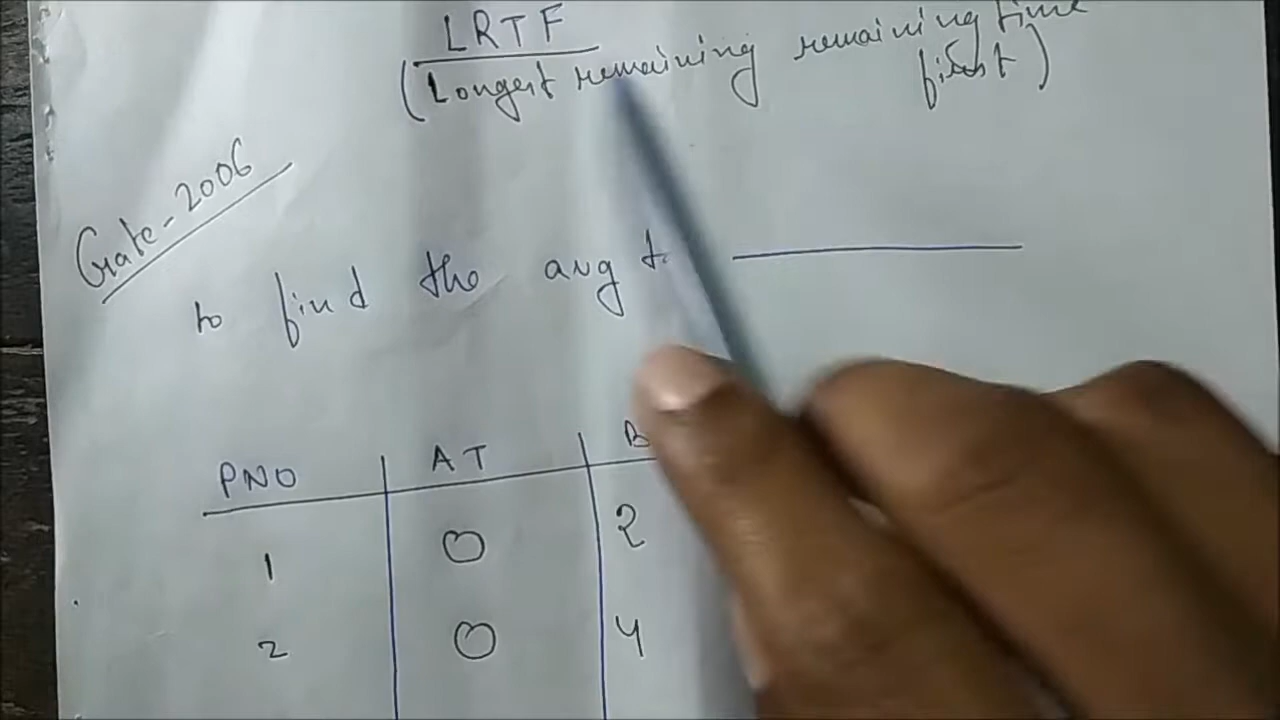 LRTF
(Longest remaining remaining time
first)
Gate-2006
to find the avg t
PNO AT B
1 0 2
2 0 4